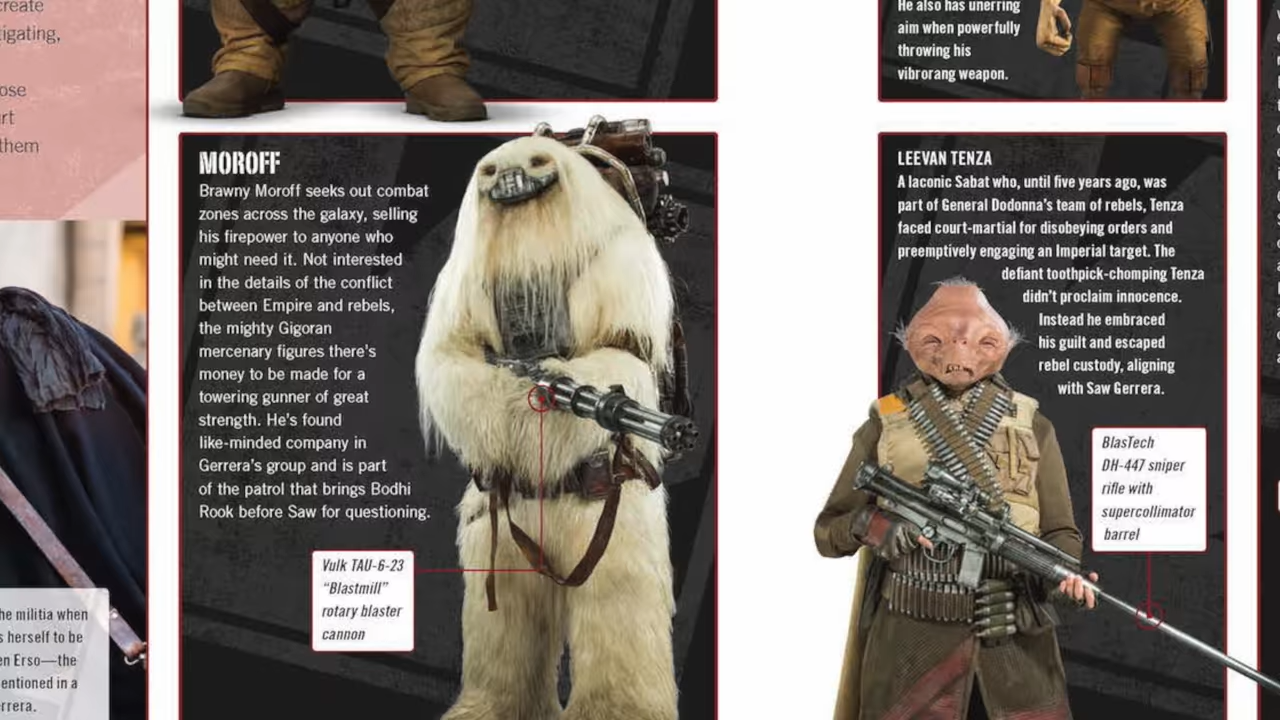 create
tigating,
ose
rt
them
He also has unerring
aim when powerfully
throwing his
vibrorang weapon.
MOROFF
Brawny Moroff seeks out combat
zones across the galaxy, selling
his firepower to anyone who
might need it. Not interested
in the details of the conflict
between Empire and rebels,
the mighty Gigoran
mercenary figures there's
money to be made for a
towering gunner of great
strength. He's found
like-minded company in
Gerrera's group and is part
of the patrol that brings Bodhi
Rook before Saw for questioning.
Vulk TAU-6-23
"Blastmill"
rotary blaster
cannon
LEEVAN TENZA
A laconic Sabat who, until five years ago, was
part of General Dodonna's team of rebels, Tenza
faced court-martial for disobeying orders and
preemptively engaging an Imperial target. The
defiant toothpick-chomping Tenza
didn't proclaim innocence.
Instead he embraced
his guilt and escaped
rebel custody, aligning
with Saw Gerrera.
BlasTech
DH-447 sniper
rifle with
supercollimator
barrel
he militia when
s herself to be
en Erso—the
entioned in a
rrera.